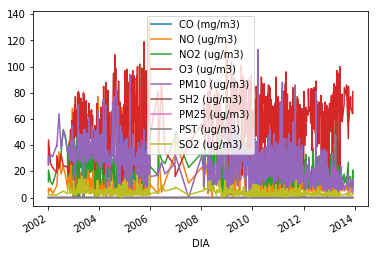 140
120
100
80
60
40
20
0
CO (mg/m3)
NO (ug/m3)
NO2 (ug/m3)
O3 (ug/m3)
PM10 (ug/m3)
SH2 (ug/m3)
PM25 (ug/m3)
PST (ug/m3)
SO2 (ug/m3)
2002 2004 2006 2008 2010 2012 2014
DIA